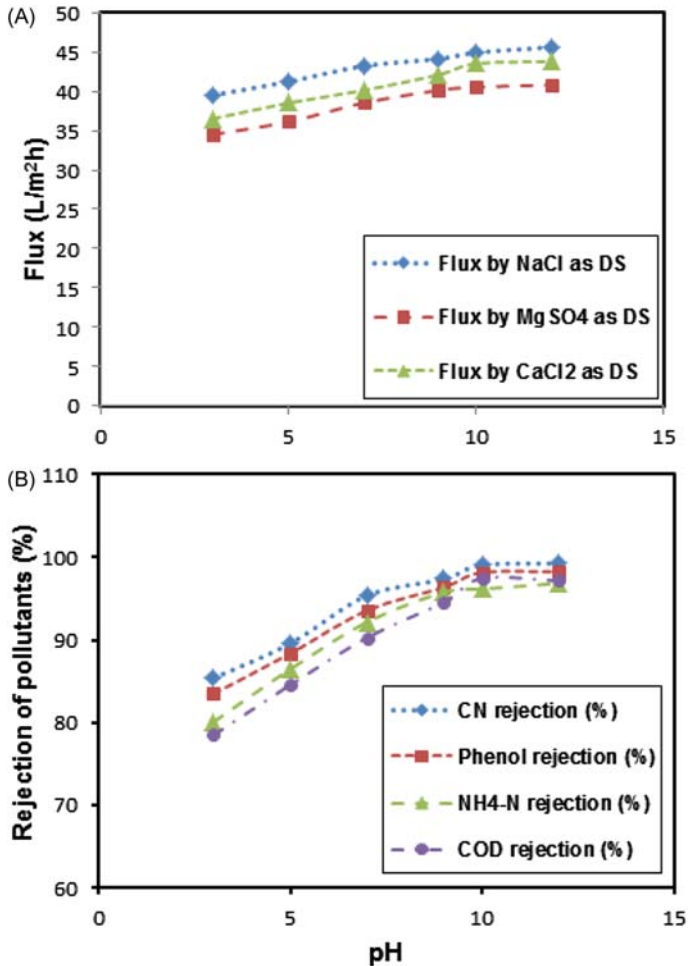 (A)
50
45
40
35
30
25
20
15
10
5
0
Flux (L/m²h)
Flux by NaCl as DS
Flux by MgSO4 as DS
Flux by CaCl2 as DS
0 5 10 15
(B)
110
100
90
80
70
60
Rejection of pollutants (%)
CN rejection (%)
Phenol rejection (%)
NH4-N rejection (%)
COD rejection (%)
0 5 10 15
pH